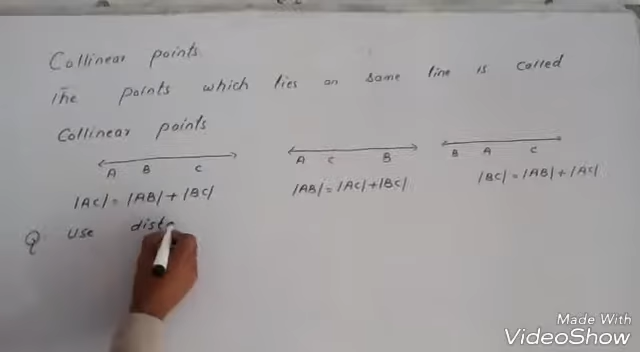 Collinear points
The points which lies on same line is called
Collinear points
A B C
A C B
B A C
|AC| = |AB| + |BC|
|AB| = |AC| + |BC|
|BC| = |AB| + |AC|
Q Use dista
Made With
VideoShow